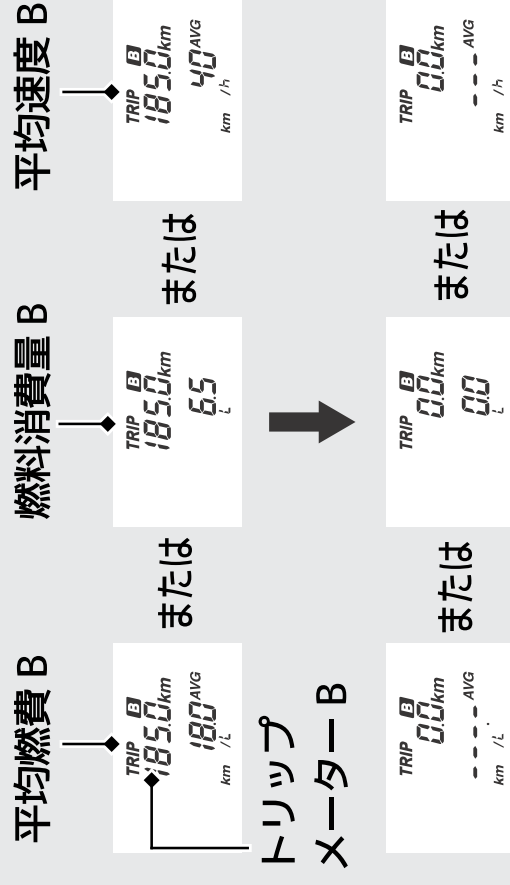 平均燃費 B
または
燃料消費量 B
または
平均速度 B
TRIP B
185.0km
18.0AVG
km /L
TRIP B
185.0km
6.5
L
TRIP B
185.0km
40AVG
km /h
トリップ
メーター B
TRIP B
0.0km
----AVG
km /L
または
TRIP B
0.0km
0.0
L
または
TRIP B
0.0km
---AVG
km /h